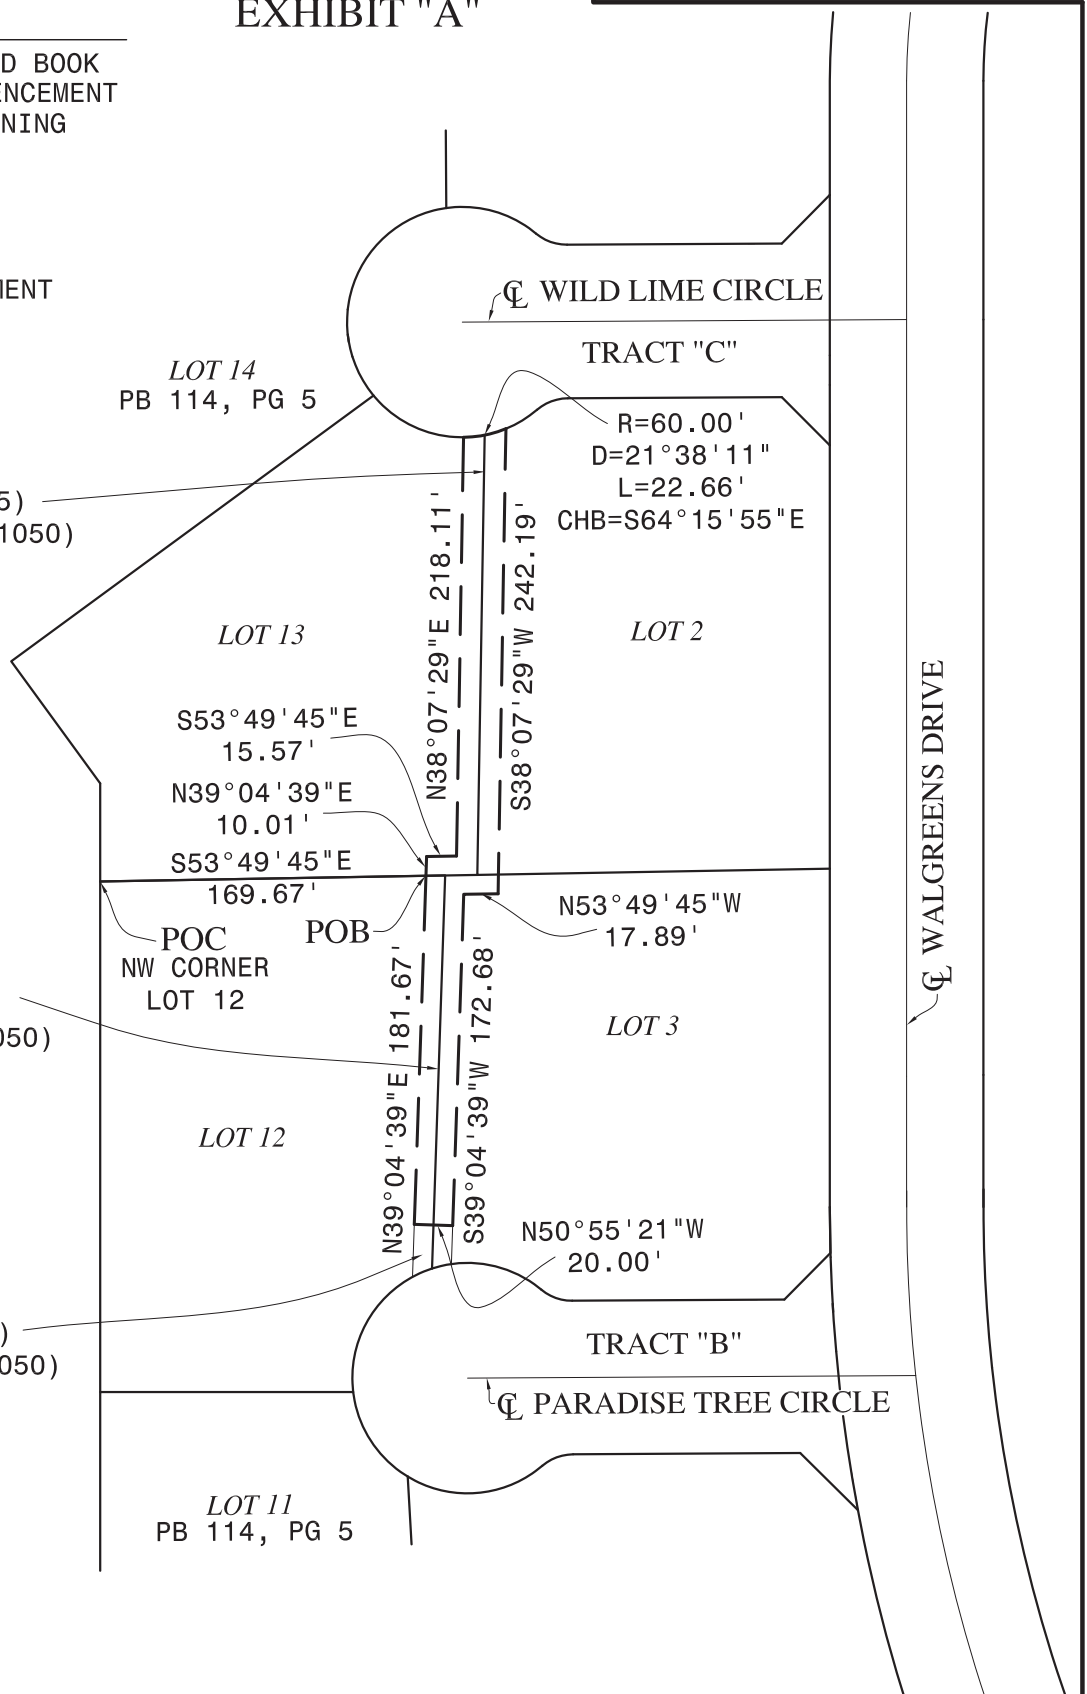 EXHIBIT "A"
D BOOK
ENCEMENT
NING
MENT
℄ WILD LIME CIRCLE
TRACT "C"
LOT 14
PB 114, PG 5
R=60.00'
D=21°38'11"
L=22.66'
CHB=S64°15'55"E
5)
1050)
N38°07'29"E 218.11'
S38°07'29"W 242.19'
LOT 13
LOT 2
S53°49'45"E
15.57'
N39°04'39"E
10.01'
S53°49'45"E
169.67'
℄ WALGREENS DRIVE
POC
NW CORNER
LOT 12
POB
N53°49'45"W
17.89'
050)
N39°04'39"E 181.67'
S39°04'39"W 172.68'
LOT 3
LOT 12
N50°55'21"W
20.00'
)
050)
TRACT "B"
℄ PARADISE TREE CIRCLE
LOT 11
PB 114, PG 5